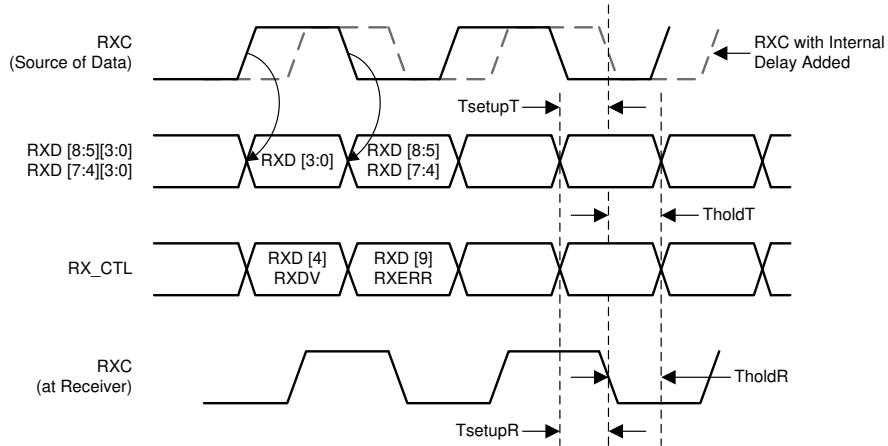 RXC
(Source of Data)
RXC with Internal
Delay Added
TsetupT
RXD [8:5][3:0]
RXD [7:4][3:0]
RXD [3:0]
RXD [8:5]
RXD [7:4]
TholdT
RX_CTL
RXD [4]
RXDV
RXD [9]
RXERR
RXC
(at Receiver)
TholdR
TsetupR